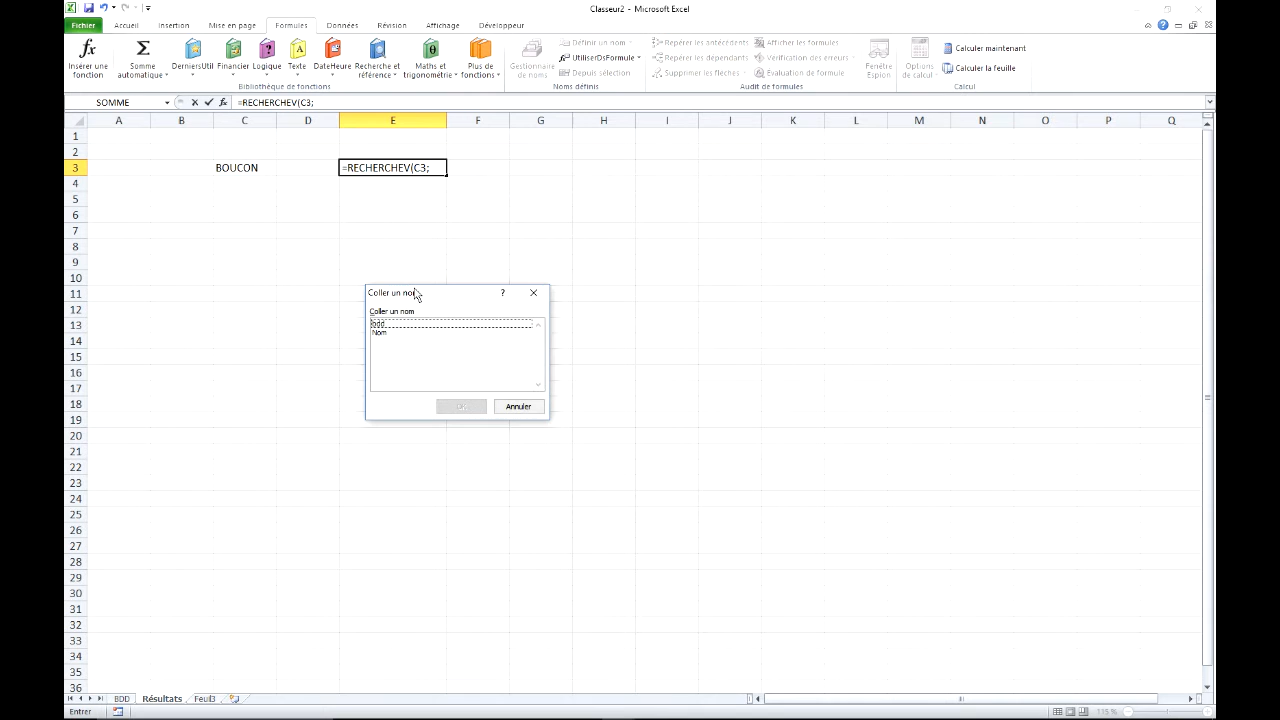 Classeur2 - Microsoft Excel
Fichier Accueil Insertion Mise en page Formules Données Révision Affichage Développeur
Insérer une fonction
Somme automatique
DerniersUtil
Financier
Logique
Texte
DateHeure
Recherche et référence
Maths et trigonométrie
Plus de fonctions
Bibliothèque de fonctions
Gestionnaire de noms
Définir un nom
UtiliserDsFormule
Depuis sélection
Noms définis
Repérer les antécédents
Repérer les dépendants
Supprimer les flèches
Afficher les formules
Vérification des erreurs
Évaluation de formule
Audit de formules
Fenêtre Espion
Options de calcul
Calculer maintenant
Calculer la feuille
Calcul
SOMME fx =RECHERCHEV(C3;
A B C D E F G H I J K L M N O P Q
1
2
3 BOUCON =RECHERCHEV(C3;
4
5
6
7
8
9
10
11
12
13
14
15
16
17
18
19
20
21
22
23
24
25
26
27
28
29
30
31
32
33
34
35
36
Coller un nom ?
Coller un nom
bdd
Nom
OK Annuler
BDD Résultats Feuil3
Entrer 115 %